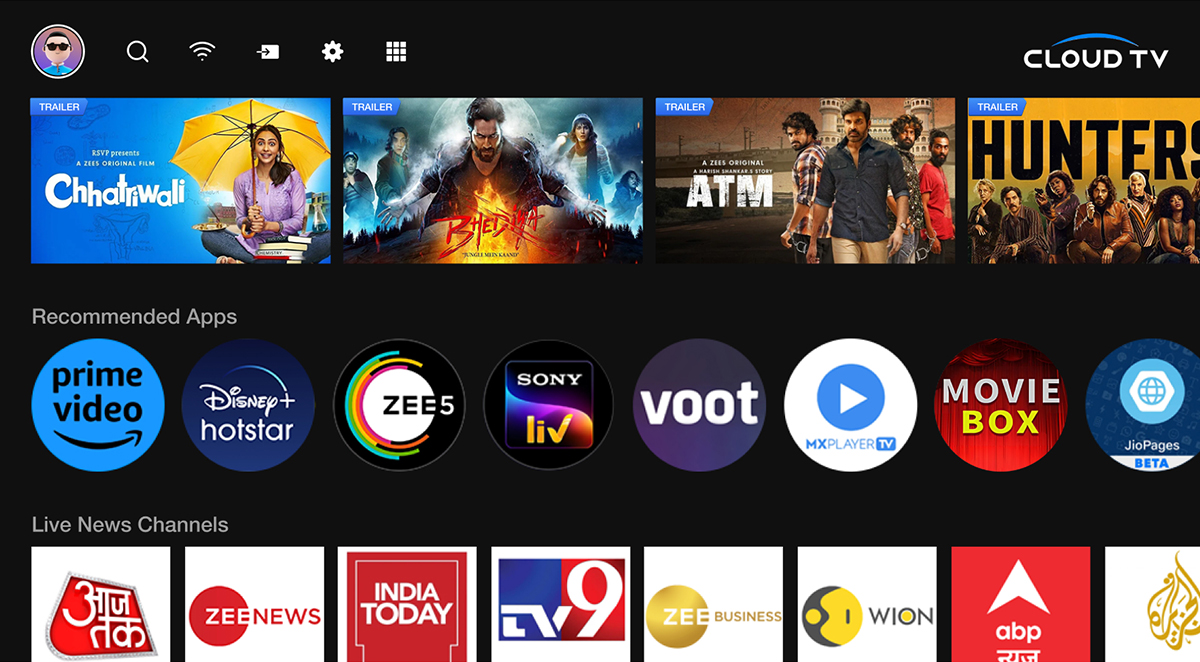 CLOUD TV
TRAILER
RSVP presents
A ZEE5 ORIGINAL FILM
Chhatriwali
CHEMISTRY
TRAILER
BHEDIYA
"JUNGLE MEIN KAAND"
TRAILER
A ZEE5 ORIGINAL
A HARISH SHANKAR.S STORY
ATM
TRAILER
HUNTERS
Recommended Apps
prime
video
Disney+
hotstar
ZEE5
SONY
liv
voot
MXPLAYER TV
MOVIE
BOX
JioPages
BETA
Live News Channels
आज
तक
ZEE NEWS
INDIA
TODAY
TV9
ZEE BUSINESS
WION
abp
न्यूज़